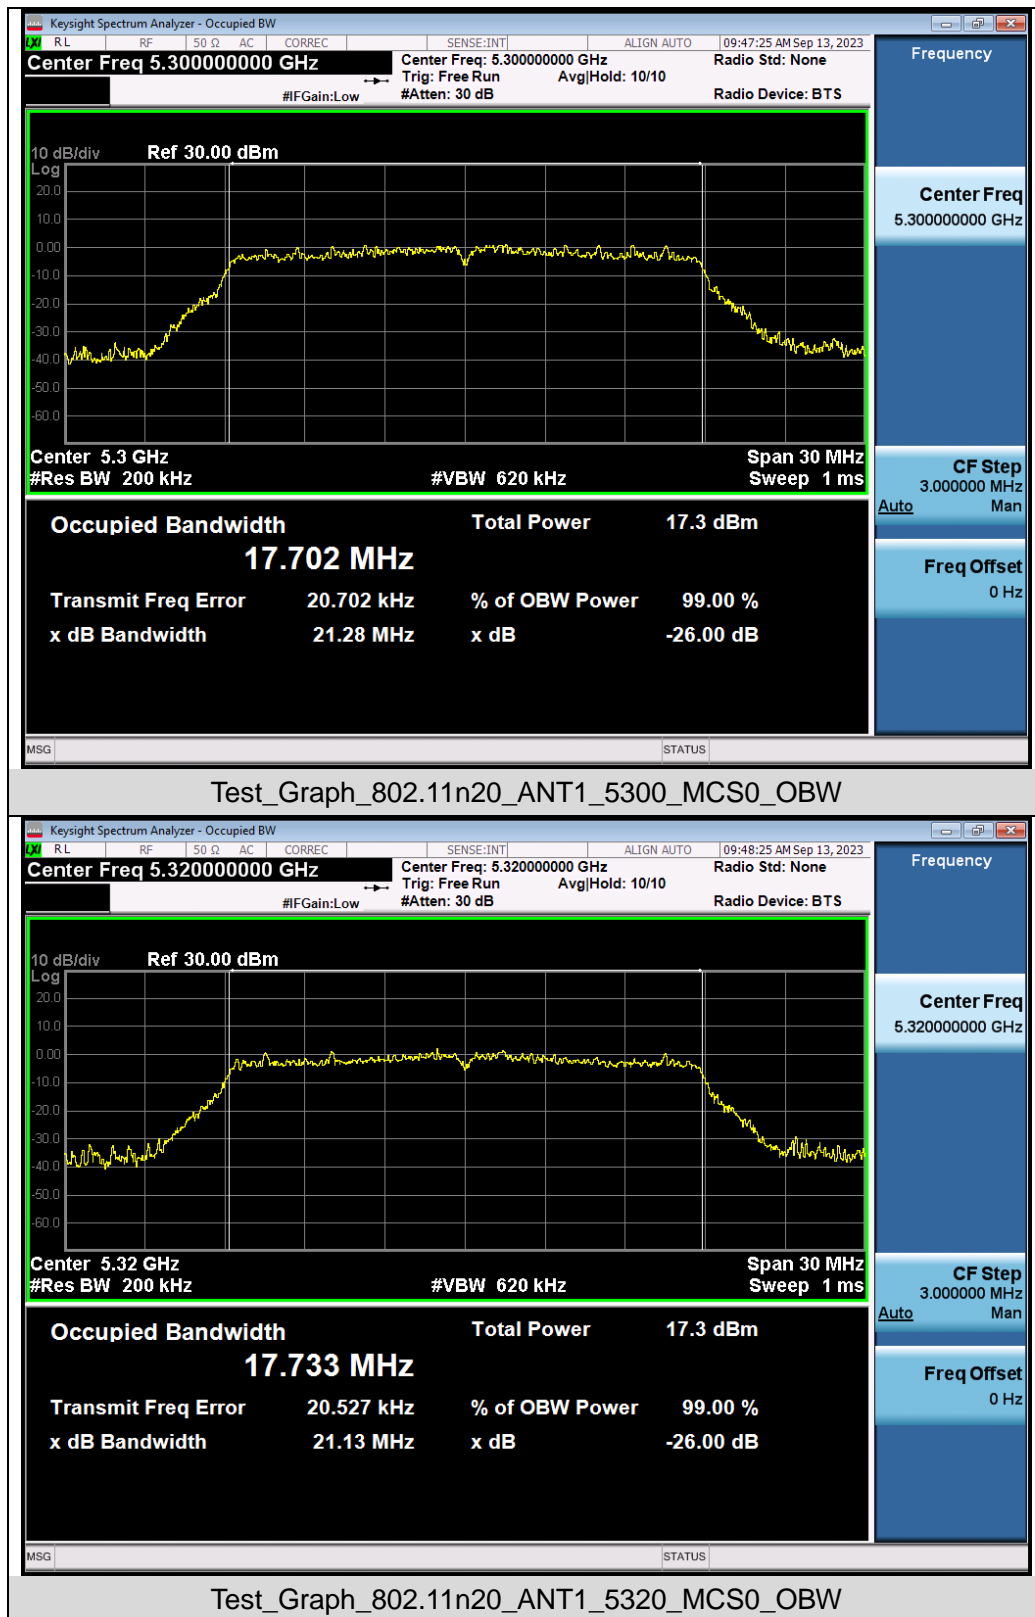 Keysight Spectrum Analyzer - Occupied BW
LXI RL RF 50 Ω AC CORREC SENSE:INT ALIGN AUTO 09:47:25 AM Sep 13, 2023
Center Freq 5.300000000 GHz Center Freq: 5.300000000 GHz Radio Std: None
Trig: Free Run Avg|Hold: 10/10
#IFGain:Low #Atten: 30 dB Radio Device: BTS
10 dB/div Ref 30.00 dBm
Log
20.0
10.0
0.00
-10.0
-20.0
-30.0
-40.0
-50.0
-60.0
Center 5.3 GHz Span 30 MHz
#Res BW 200 kHz #VBW 620 kHz Sweep 1 ms
Occupied Bandwidth Total Power 17.3 dBm
17.702 MHz
Transmit Freq Error 20.702 kHz % of OBW Power 99.00 %
x dB Bandwidth 21.28 MHz x dB -26.00 dB
MSG STATUS
Frequency
Center Freq
5.300000000 GHz
CF Step
3.000000 MHz
Auto Man
Freq Offset
0 Hz
Test_Graph_802.11n20_ANT1_5300_MCS0_OBW
Keysight Spectrum Analyzer - Occupied BW
LXI RL RF 50 Ω AC CORREC SENSE:INT ALIGN AUTO 09:48:25 AM Sep 13, 2023
Center Freq 5.320000000 GHz Center Freq: 5.320000000 GHz Radio Std: None
Trig: Free Run Avg|Hold: 10/10
#IFGain:Low #Atten: 30 dB Radio Device: BTS
10 dB/div Ref 30.00 dBm
Log
20.0
10.0
0.00
-10.0
-20.0
-30.0
-40.0
-50.0
-60.0
Center 5.32 GHz Span 30 MHz
#Res BW 200 kHz #VBW 620 kHz Sweep 1 ms
Occupied Bandwidth Total Power 17.3 dBm
17.733 MHz
Transmit Freq Error 20.527 kHz % of OBW Power 99.00 %
x dB Bandwidth 21.13 MHz x dB -26.00 dB
MSG STATUS
Frequency
Center Freq
5.320000000 GHz
CF Step
3.000000 MHz
Auto Man
Freq Offset
0 Hz
Test_Graph_802.11n20_ANT1_5320_MCS0_OBW